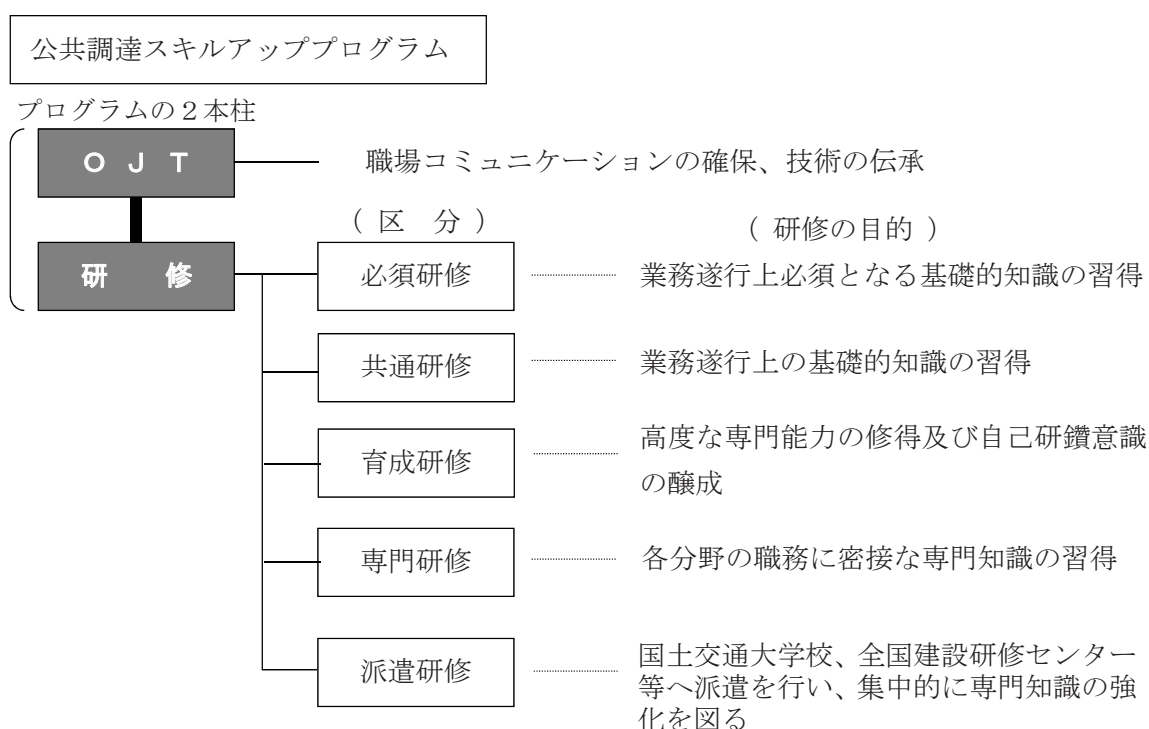 公共調達スキルアッププログラム
プログラムの２本柱
ＯＪＴ
職場コミュニケーションの確保、技術の伝承
（区　分）
（研修の目的）
研　修
必須研修
業務遂行上必須となる基礎的知識の習得
共通研修
業務遂行上の基礎的知識の習得
育成研修
高度な専門能力の修得及び自己研鑽意識
の醸成
専門研修
各分野の職務に密接な専門知識の習得
派遣研修
国土交通大学校、全国建設研修センター
等へ派遣を行い、集中的に専門知識の強
化を図る